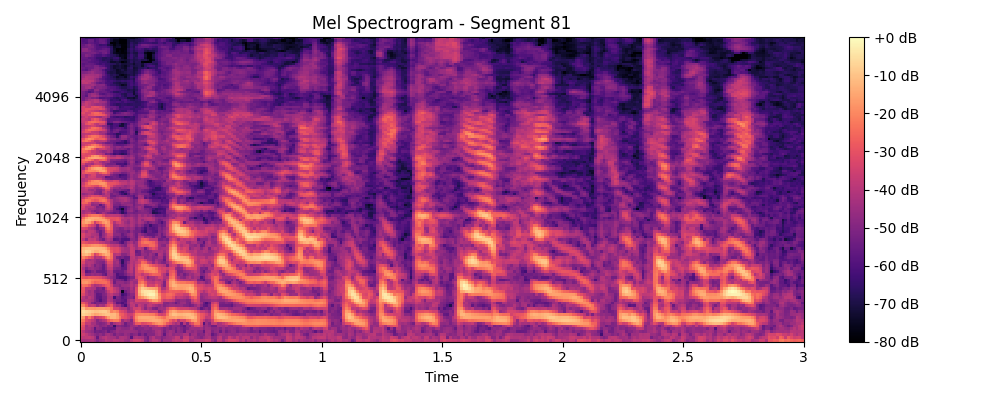 Mel Spectrogram - Segment 81
Frequency
4096
2048
1024
512
0
0
0.5
1
1.5
2
2.5
3
Time
+0 dB
-10 dB
-20 dB
-30 dB
-40 dB
-50 dB
-60 dB
-70 dB
-80 dB